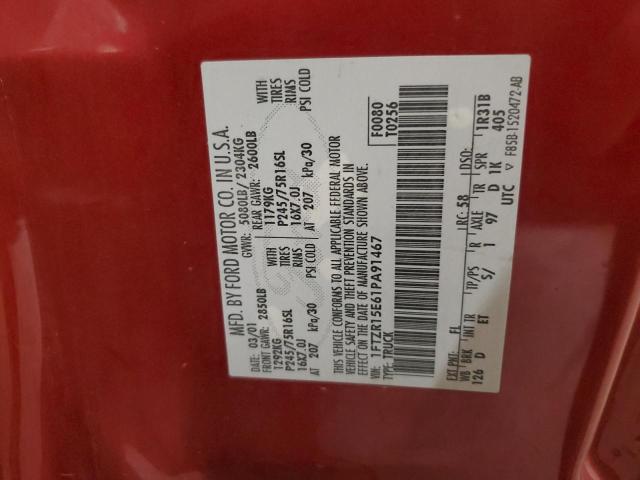 MFD. BY FORD MOTOR CO. IN U.S.A.
DATE: 03/01 GVWR: 5080LB/ 2304KG
FRONT GAWR: 2850LB REAR GAWR: 2600LB
1292KG WITH 1179KG WITH
P245/75R16SL TIRES P245/75R16SL TIRES
16X7.0J RIMS 16X7.0J RIMS
AT 207 kPa/30 PSI COLD AT 207 kPa/30 PSI COLD
THIS VEHICLE CONFORMS TO ALL APPLICABLE FEDERAL MOTOR
VEHICLE SAFETY AND THEFT PREVENTION STANDARDS IN
EFFECT ON THE DATE OF MANUFACTURE SHOWN ABOVE.
VIN: 1FTZR15E61PA91467 F0080
TYPE: TRUCK T0256
EXT PNT: FL RC: 58 DSO:
WB BRK INT TR TP/PS R AXLE TR SPR 1R31B
126 D ET S/ 1 97 D 1K 405
UTC
F85B-1520472-AB